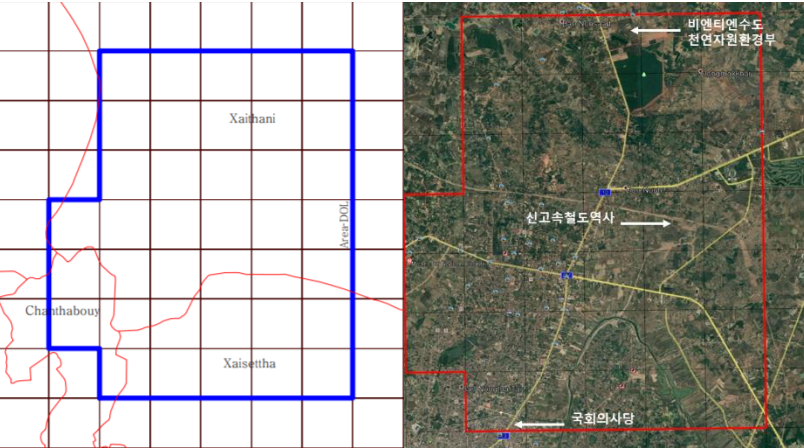 Xaithani
Area-DOL
Chanthabouy
Xaisettha
비엔티엔수도
천연자원환경부
신고속철도역사
국회의사당